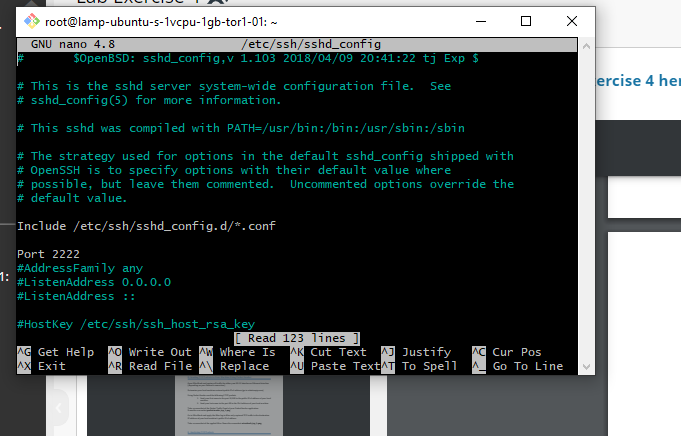 Lab Exercise 4
root@lamp-ubuntu-s-1vcpu-1gb-tor1-01: ~
GNU nano 4.8 /etc/ssh/sshd_config
# $OpenBSD: sshd_config,v 1.103 2018/04/09 20:41:22 tj Exp $
# This is the sshd server system-wide configuration file. See
# sshd_config(5) for more information.
# This sshd was compiled with PATH=/usr/bin:/bin:/usr/sbin:/sbin
# The strategy used for options in the default sshd_config shipped with
# OpenSSH is to specify options with their default value where
# possible, but leave them commented. Uncommented options override the
# default value.
Include /etc/ssh/sshd_config.d/*.conf
Port 2222
#AddressFamily any
#ListenAddress 0.0.0.0
#ListenAddress ::
#HostKey /etc/ssh/ssh_host_rsa_key
[ Read 123 lines ]
^G Get Help ^O Write Out ^W Where Is ^K Cut Text ^J Justify ^C Cur Pos
^X Exit ^R Read File ^\ Replace ^U Paste Text ^T To Spell ^_ Go To Line
ercise 4 her
1: